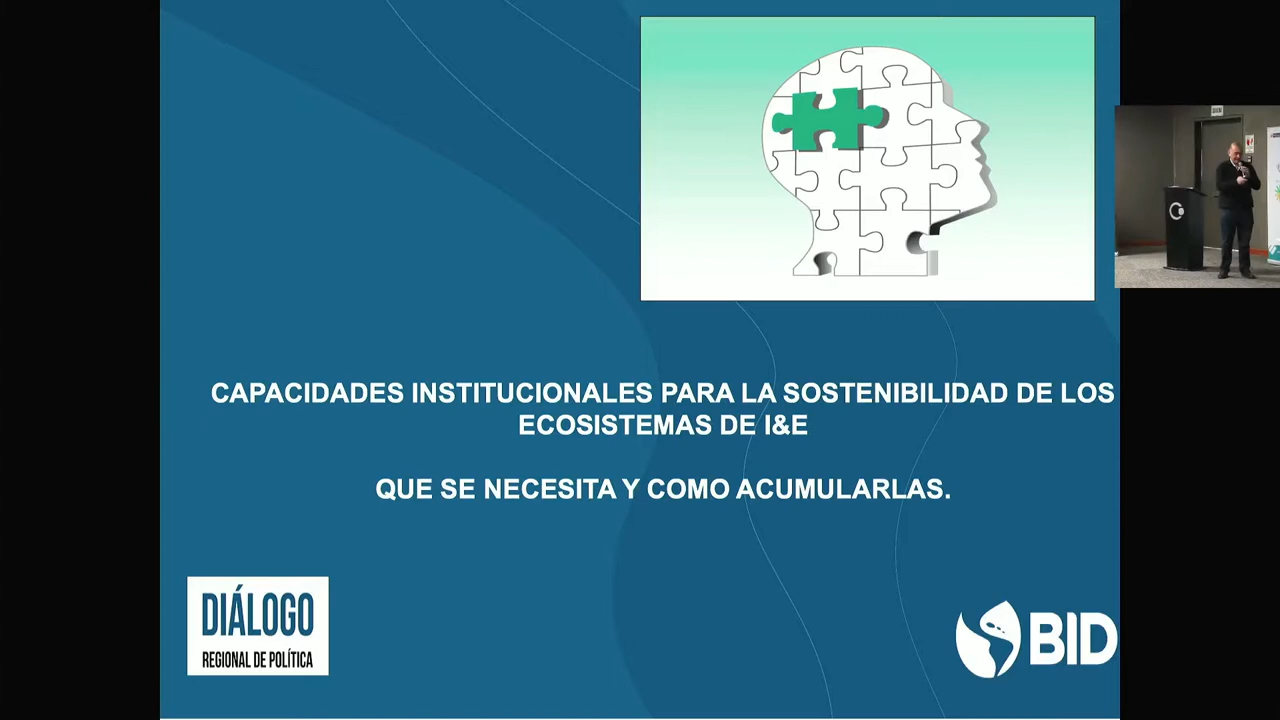 CAPACIDADES INSTITUCIONALES PARA LA SOSTENIBILIDAD DE LOS
ECOSISTEMAS DE I&E
QUE SE NECESITA Y COMO ACUMULARLAS.
DIÁLOGO
REGIONAL DE POLÍTICA
BID